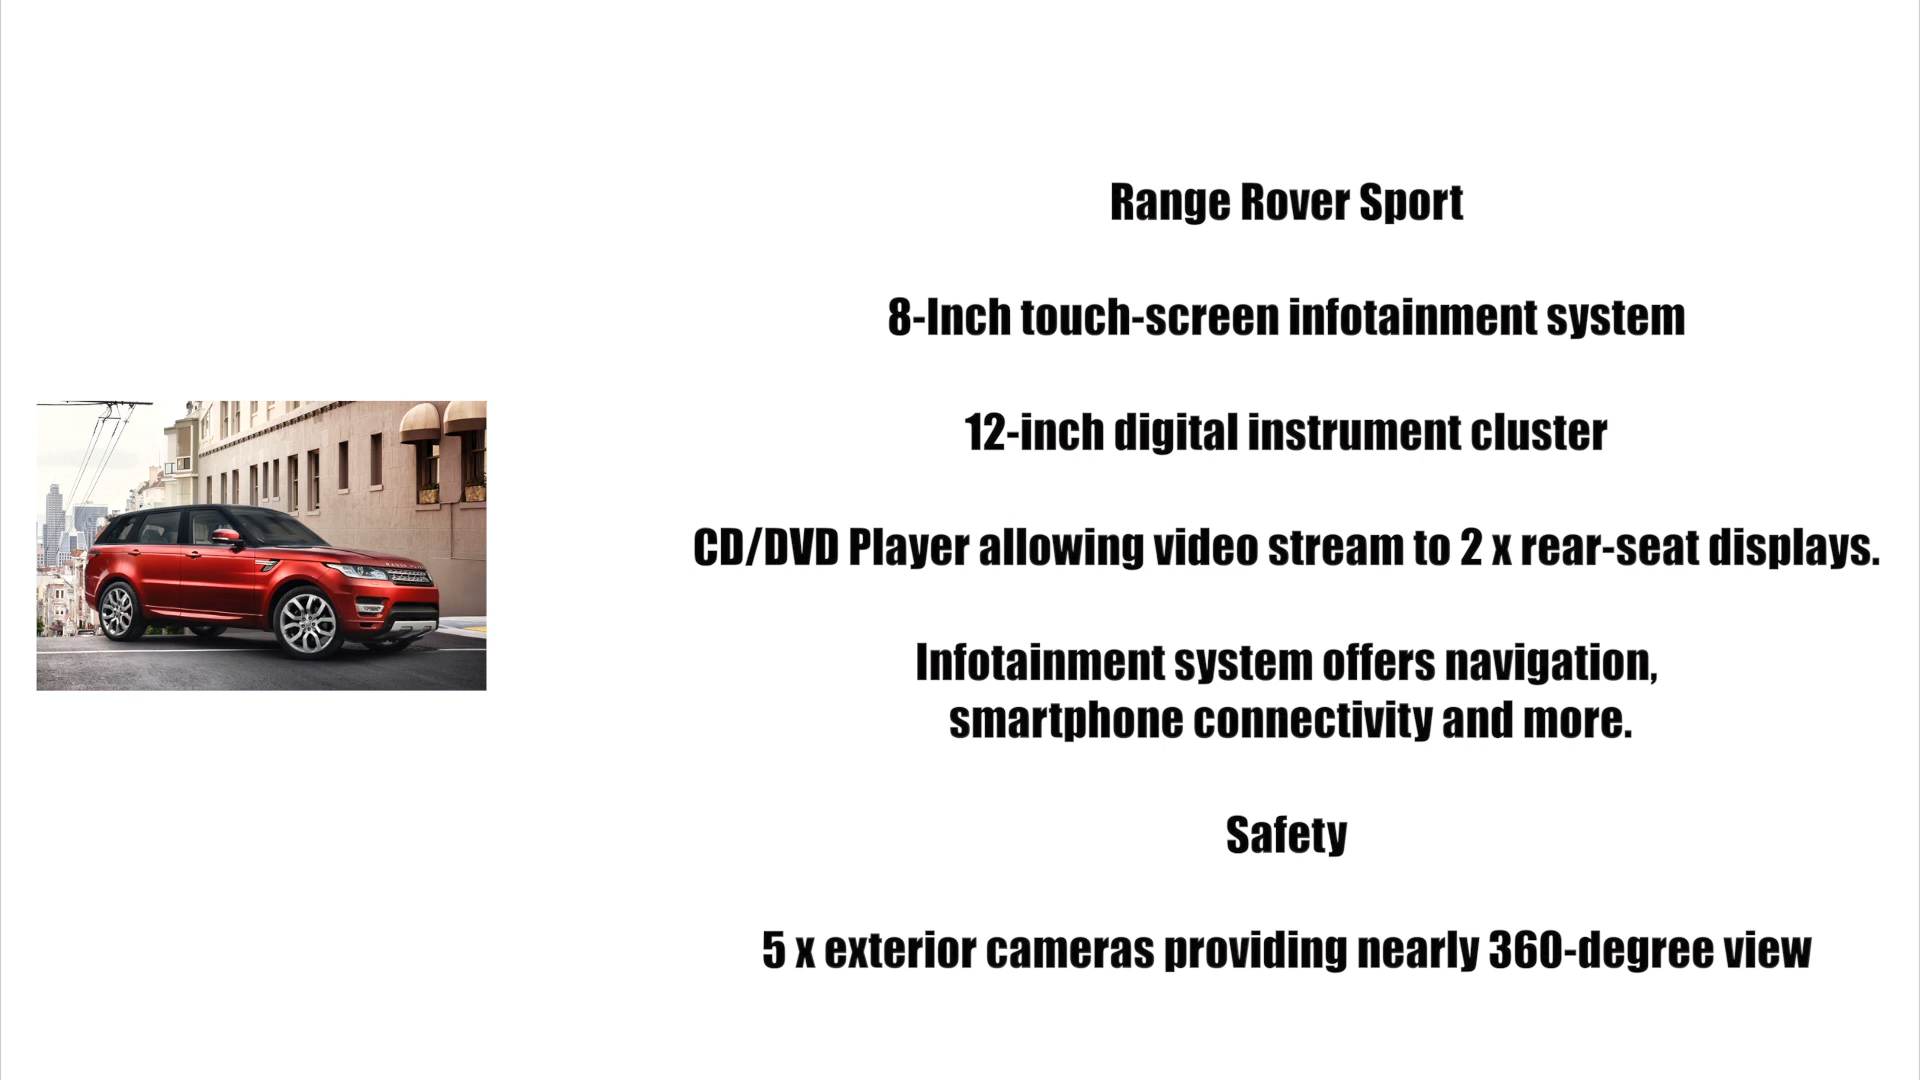 Range Rover Sport
8-Inch touch-screen infotainment system
12-inch digital instrument cluster
CD/DVD Player allowing video stream to 2 x rear-seat displays.
Infotainment system offers navigation,
smartphone connectivity and more.
Safety
5 x exterior cameras providing nearly 360-degree view